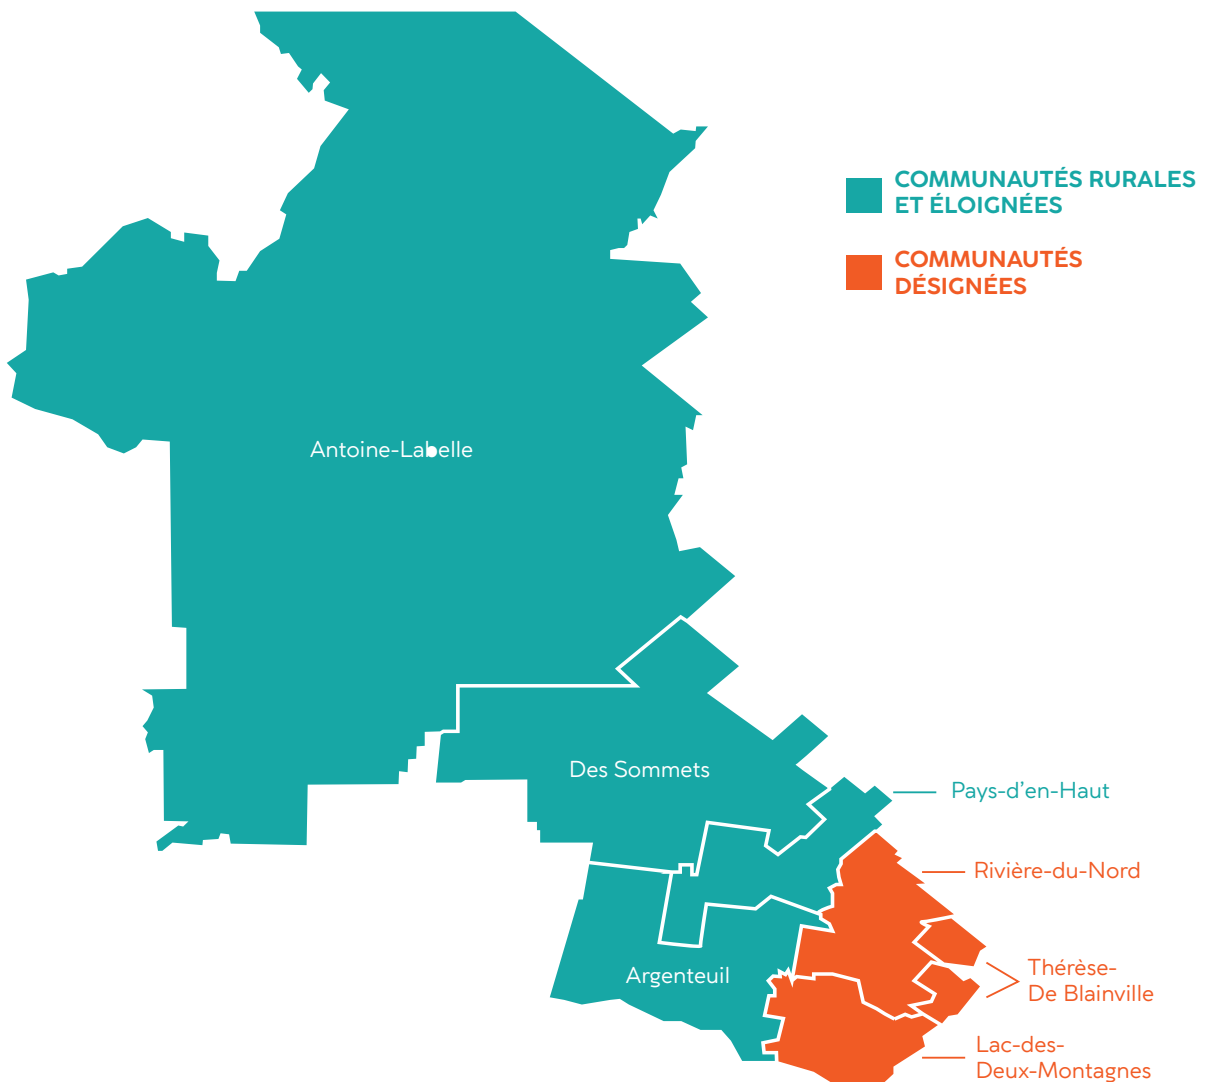 COMMUNAUTÉS RURALES
ET ÉLOIGNÉES
COMMUNAUTÉS
DÉSIGNÉES
Antoine-Labelle
Des Sommets
Pays-d'en-Haut
Rivière-du-Nord
Argenteuil
Thérèse-
De Blainville
Lac-des-
Deux-Montagnes